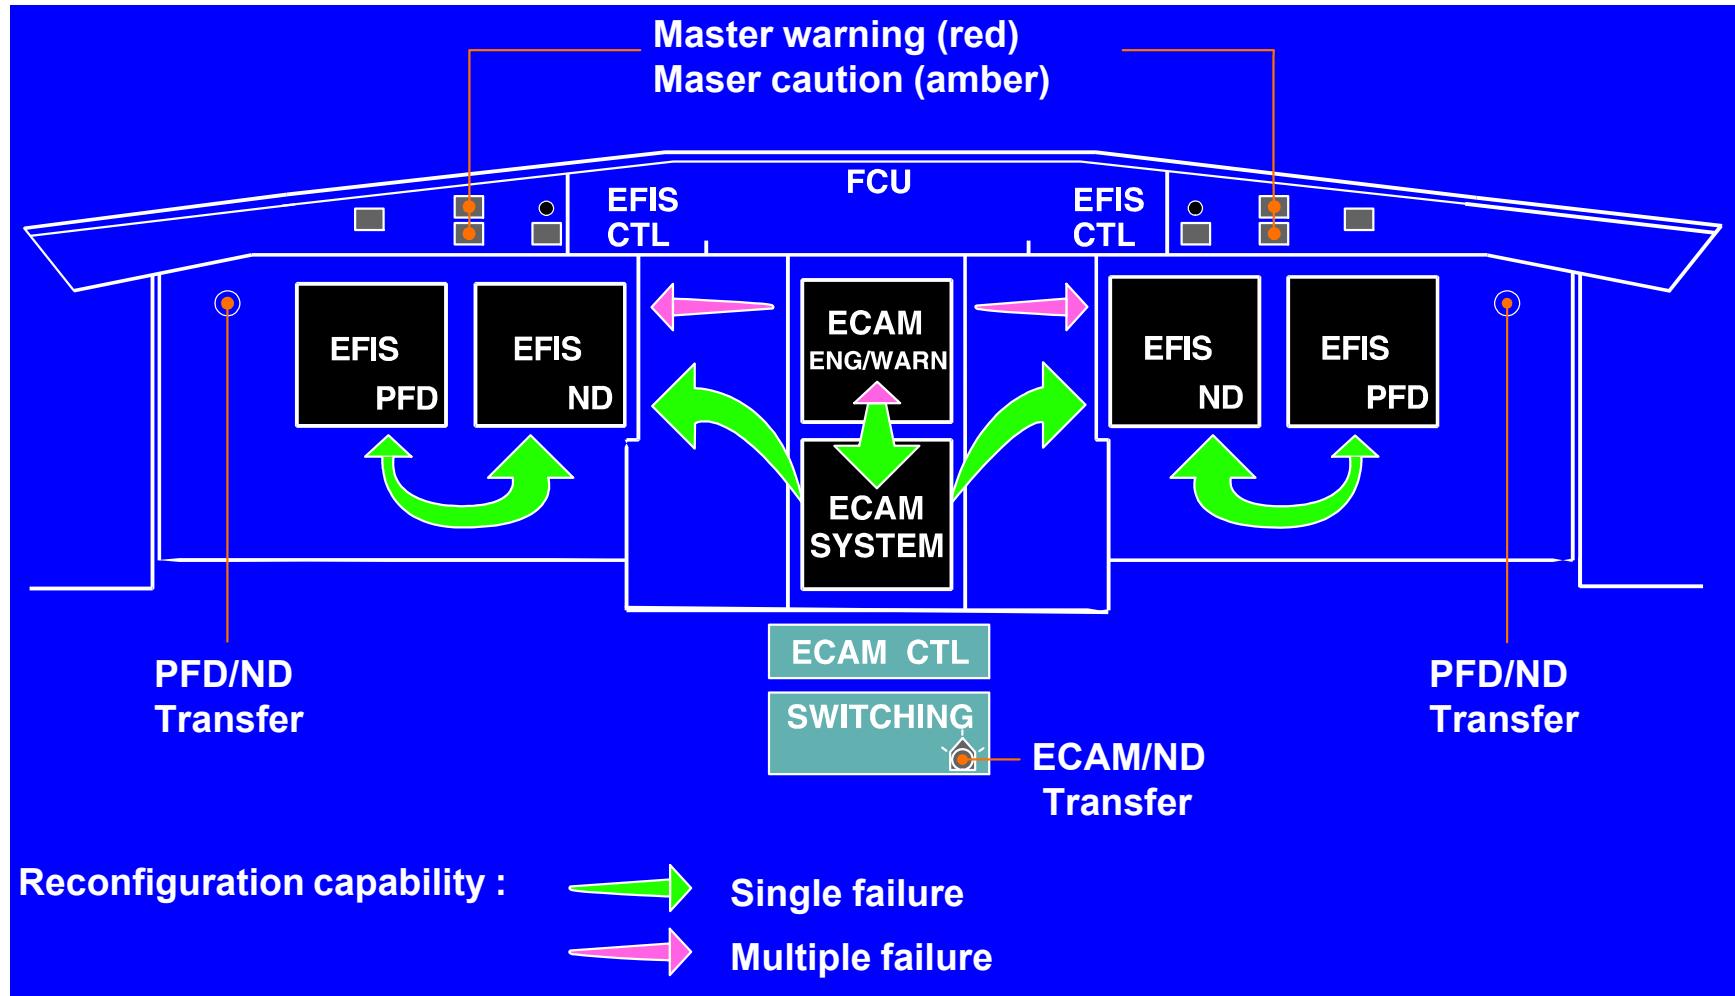 Master warning (red)
Maser caution (amber)
FCU
EFIS
CTL
EFIS
CTL
EFIS
PFD
EFIS
ND
ECAM
ENG/WARN
EFIS
ND
EFIS
PFD
ECAM
SYSTEM
ECAM CTL
PFD/ND
Transfer
PFD/ND
Transfer
SWITCHING
ECAM/ND
Transfer
Reconfiguration capability :
Single failure
Multiple failure